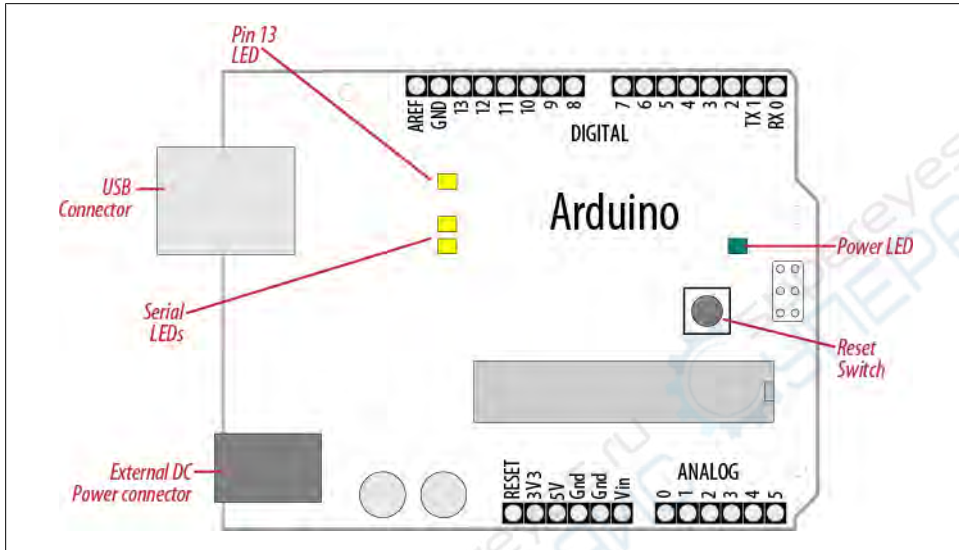 Pin 13
LED
AREF
GND
13
12
11
10
9
8
7
6
5
4
3
2
TX 1
RX 0
DIGITAL
USB
Connector
Arduino
Power LED
Serial
LEDs
Reset
Switch
External DC
Power connector
RESET
3V3
5V
Gnd
Gnd
Vin
ANALOG
0
1
2
3
4
5